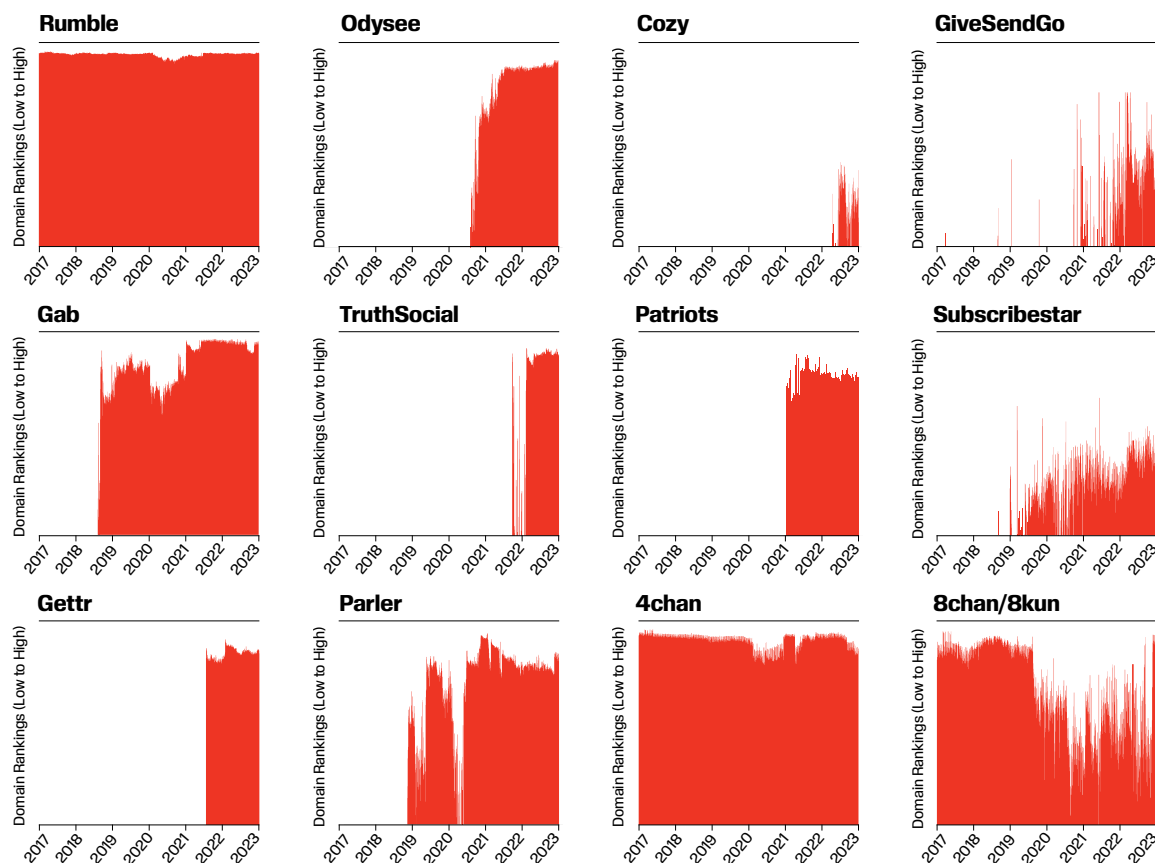 Rumble
Odysee
Cozy
GiveSendGo
Domain Rankings (Low to High)
2017 2018 2019 2020 2021 2022 2023
Domain Rankings (Low to High)
2017 2018 2019 2020 2021 2022 2023
Domain Rankings (Low to High)
2017 2018 2019 2020 2021 2022 2023
Domain Rankings (Low to High)
2017 2018 2019 2020 2021 2022 2023
Gab
TruthSocial
Patriots
Subscribestar
Domain Rankings (Low to High)
2017 2018 2019 2020 2021 2022 2023
Domain Rankings (Low to High)
2017 2018 2019 2020 2021 2022 2023
Domain Rankings (Low to High)
2017 2018 2019 2020 2021 2022 2023
Domain Rankings (Low to High)
2017 2018 2019 2020 2021 2022 2023
Gettr
Parler
4chan
8chan/8kun
Domain Rankings (Low to High)
2017 2018 2019 2020 2021 2022 2023
Domain Rankings (Low to High)
2017 2018 2019 2020 2021 2022 2023
Domain Rankings (Low to High)
2017 2018 2019 2020 2021 2022 2023
Domain Rankings (Low to High)
2017 2018 2019 2020 2021 2022 2023